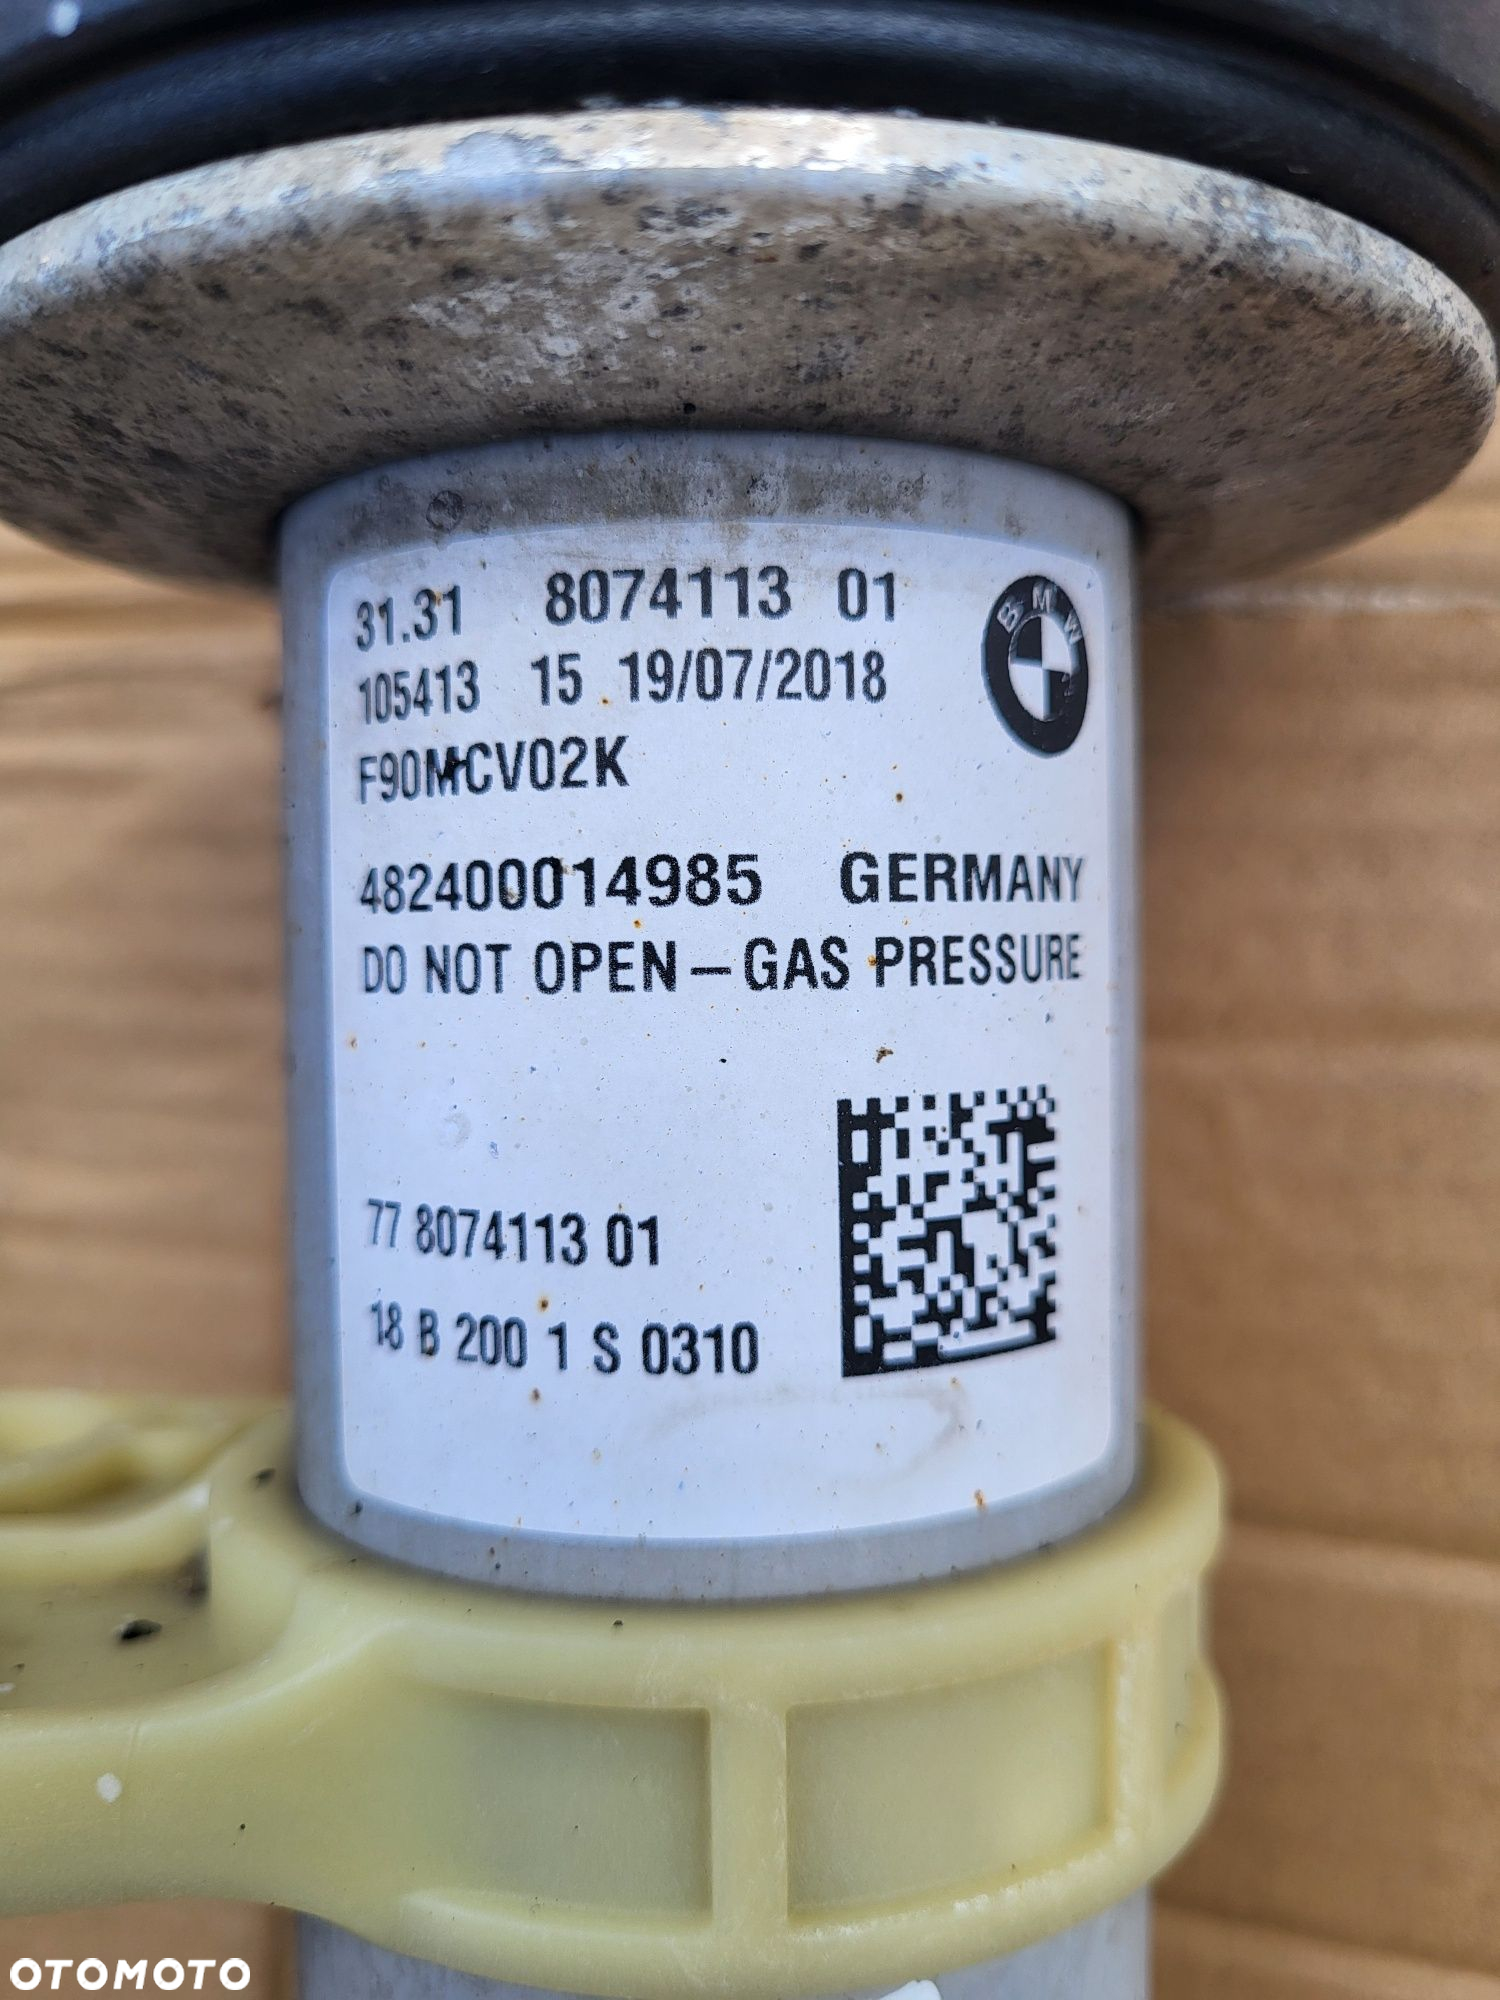 31.31 8074113 01
BMW
105413 15 19/07/2018
F90MCV02K
482400014985 GERMANY
DO NOT OPEN – GAS PRESSURE
77 8074113 01
18 B 200 1 S 0310
OTOMOTO